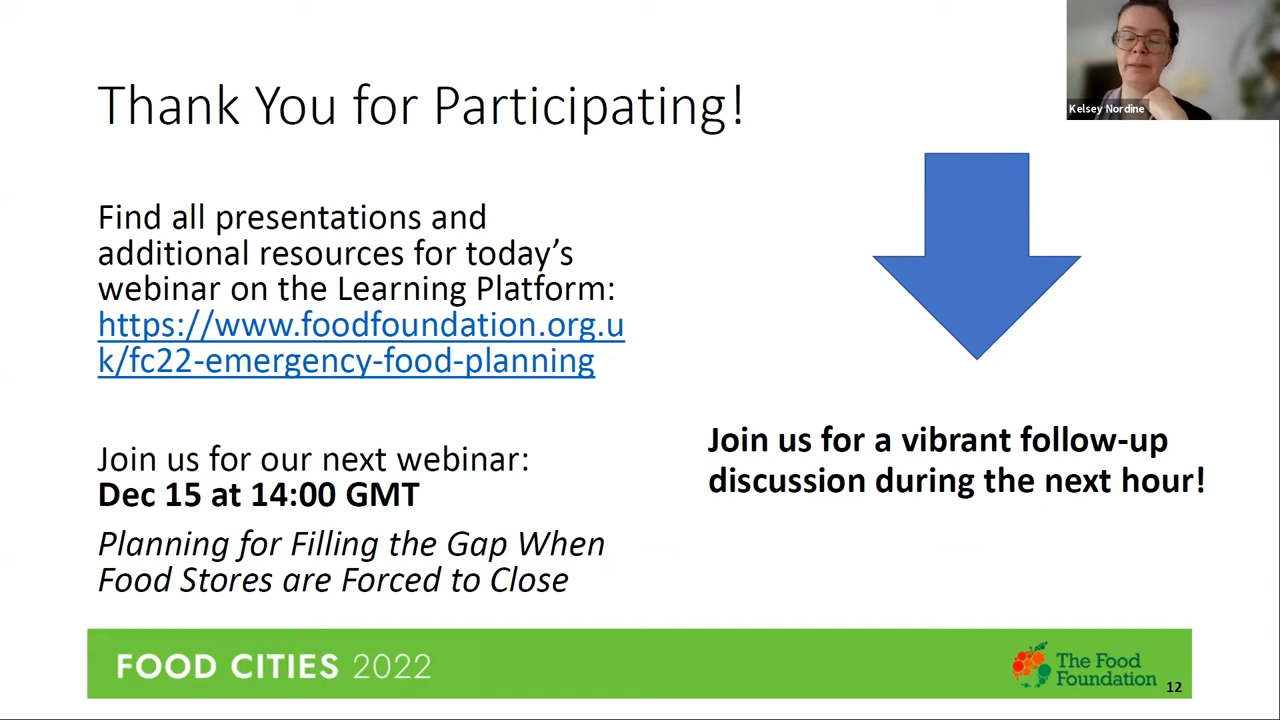 Thank You for Participating!
Kelsey Nordine
Find all presentations and
additional resources for today’s
webinar on the Learning Platform:
https://www.foodfoundation.org.u
k/fc22-emergency-food-planning
Join us for our next webinar:
Dec 15 at 14:00 GMT
Planning for Filling the Gap When
Food Stores are Forced to Close
Join us for a vibrant follow-up
discussion during the next hour!
FOOD CITIES 2022
The Food
Foundation
12